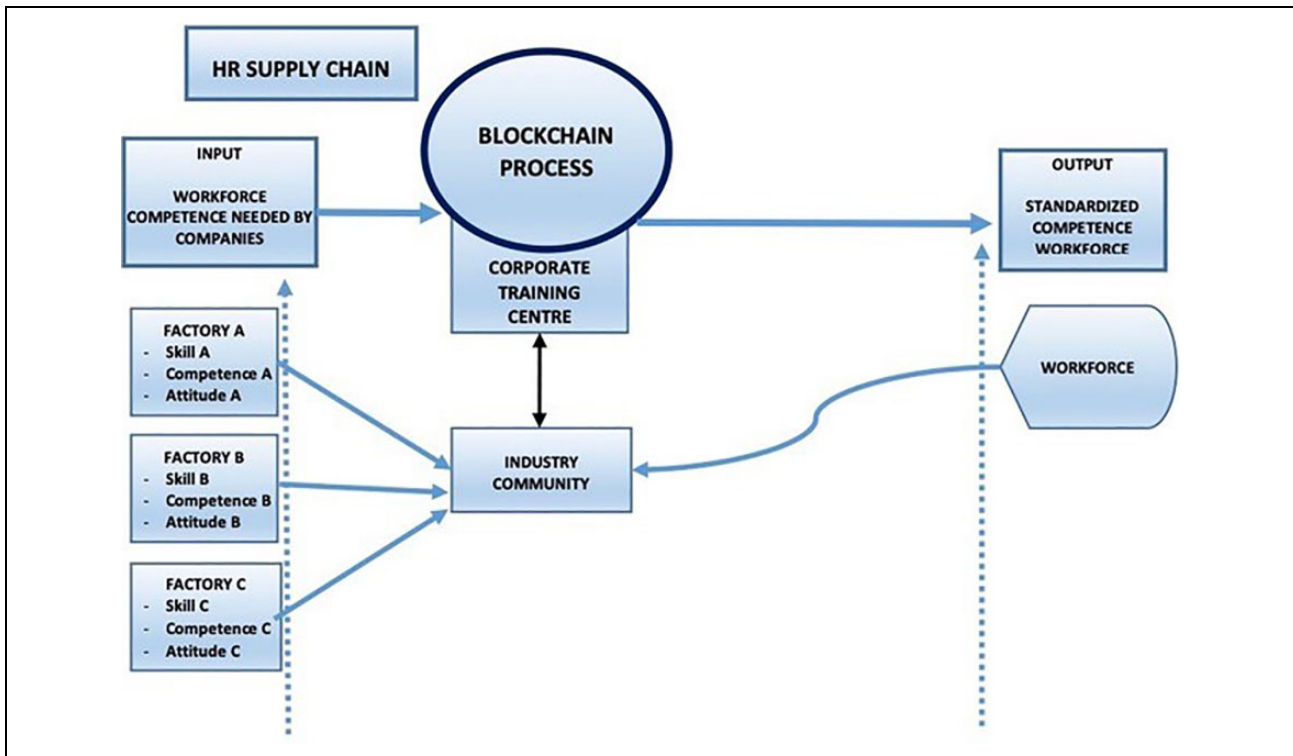 HR SUPPLY CHAIN
BLOCKCHAIN
PROCESS
INPUT
WORKFORCE
COMPETENCE NEEDED BY
COMPANIES
OUTPUT
STANDARDIZED
COMPETENCE
WORKFORCE
CORPORATE
TRAINING
CENTRE
FACTORY A
- Skill A
- Competence A
- Attitude A
WORKFORCE
FACTORY B
- Skill B
- Competence B
- Attitude B
INDUSTRY
COMMUNITY
FACTORY C
- Skill C
- Competence C
- Attitude C